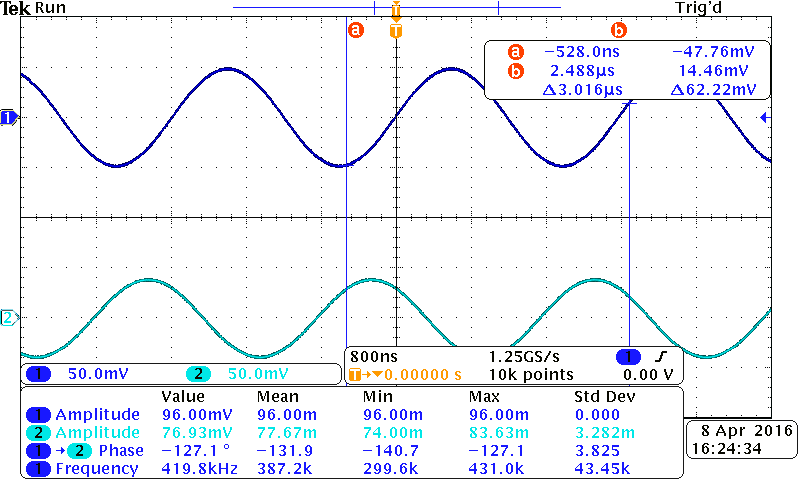 Tek Run Trig'd
T
a b
T
a −528.0ns −47.76mV
b 2.488µs 14.46mV
Δ3.016µs Δ62.22mV
1
2
800ns 1.25GS/s 1
T→▼0.00000 s 10k points 0.00 V
1 50.0mV 2 50.0mV
Value Mean Min Max Std Dev
1 Amplitude 96.00mV 96.00m 96.00m 96.00m 0.000
2 Amplitude 76.93mV 77.67m 74.00m 83.63m 3.282m
1 → 2 Phase −127.1 ° −131.9 −140.7 −127.1 3.825
1 Frequency 419.8kHz 387.2k 299.6k 431.0k 43.45k
8 Apr 2016
16:24:34